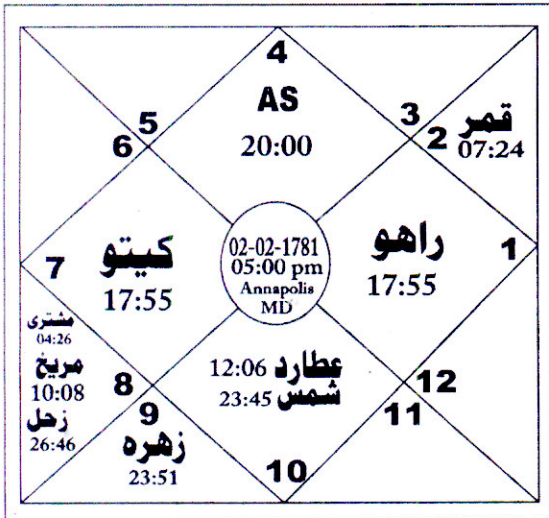 4
AS
20:00
3
2
قمر
07:24
5
6
02-02-1781
05:00 pm
Annapolis
MD
کیتو
17:55
راهو
17:55
7
1
مشتری
04:26
مریخ
10:08
زحل
26:46
8
9
زهره
23:51
عطارد 12:06
شمس 23:45
10
12
11